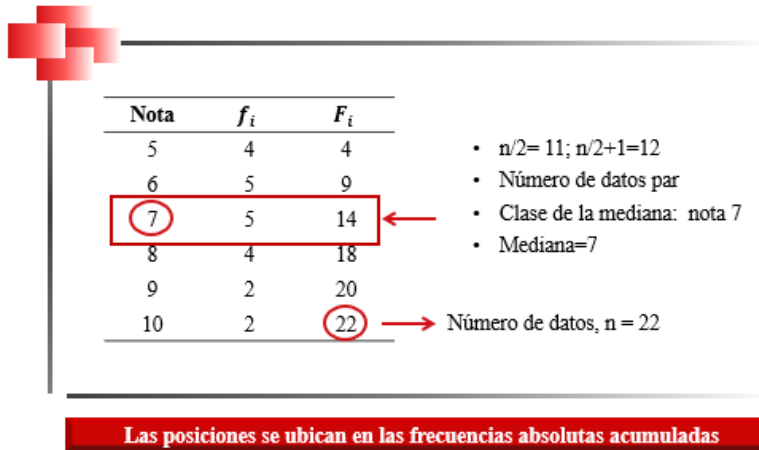 Nota fᵢ Fᵢ
5 4 4
6 5 9
7 5 14
8 4 18
9 2 20
10 2 22
• n/2= 11; n/2+1=12
• Número de datos par
• Clase de la mediana: nota 7
• Mediana=7
Número de datos, n = 22
Las posiciones se ubican en las frecuencias absolutas acumuladas